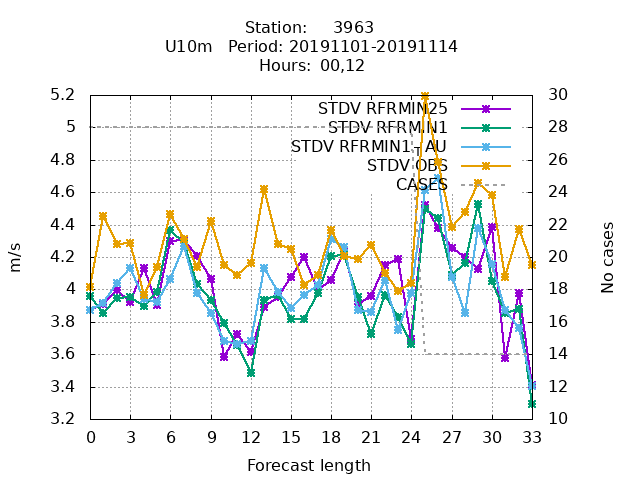 Station:    3963
U10m   Period: 20191101-20191114
Hours:  00,12
5.2
5
4.8
4.6
4.4
4.2
4
3.8
3.6
3.4
3.2
30
28
26
24
22
20
18
16
14
12
10
STDV RFRMIN25
STDV RFRMIN1
STDV RFRMIN1_AU
STDV OBS
CASES
m/s
No cases
0 3 6 9 12 15 18 21 24 27 30 33
Forecast length